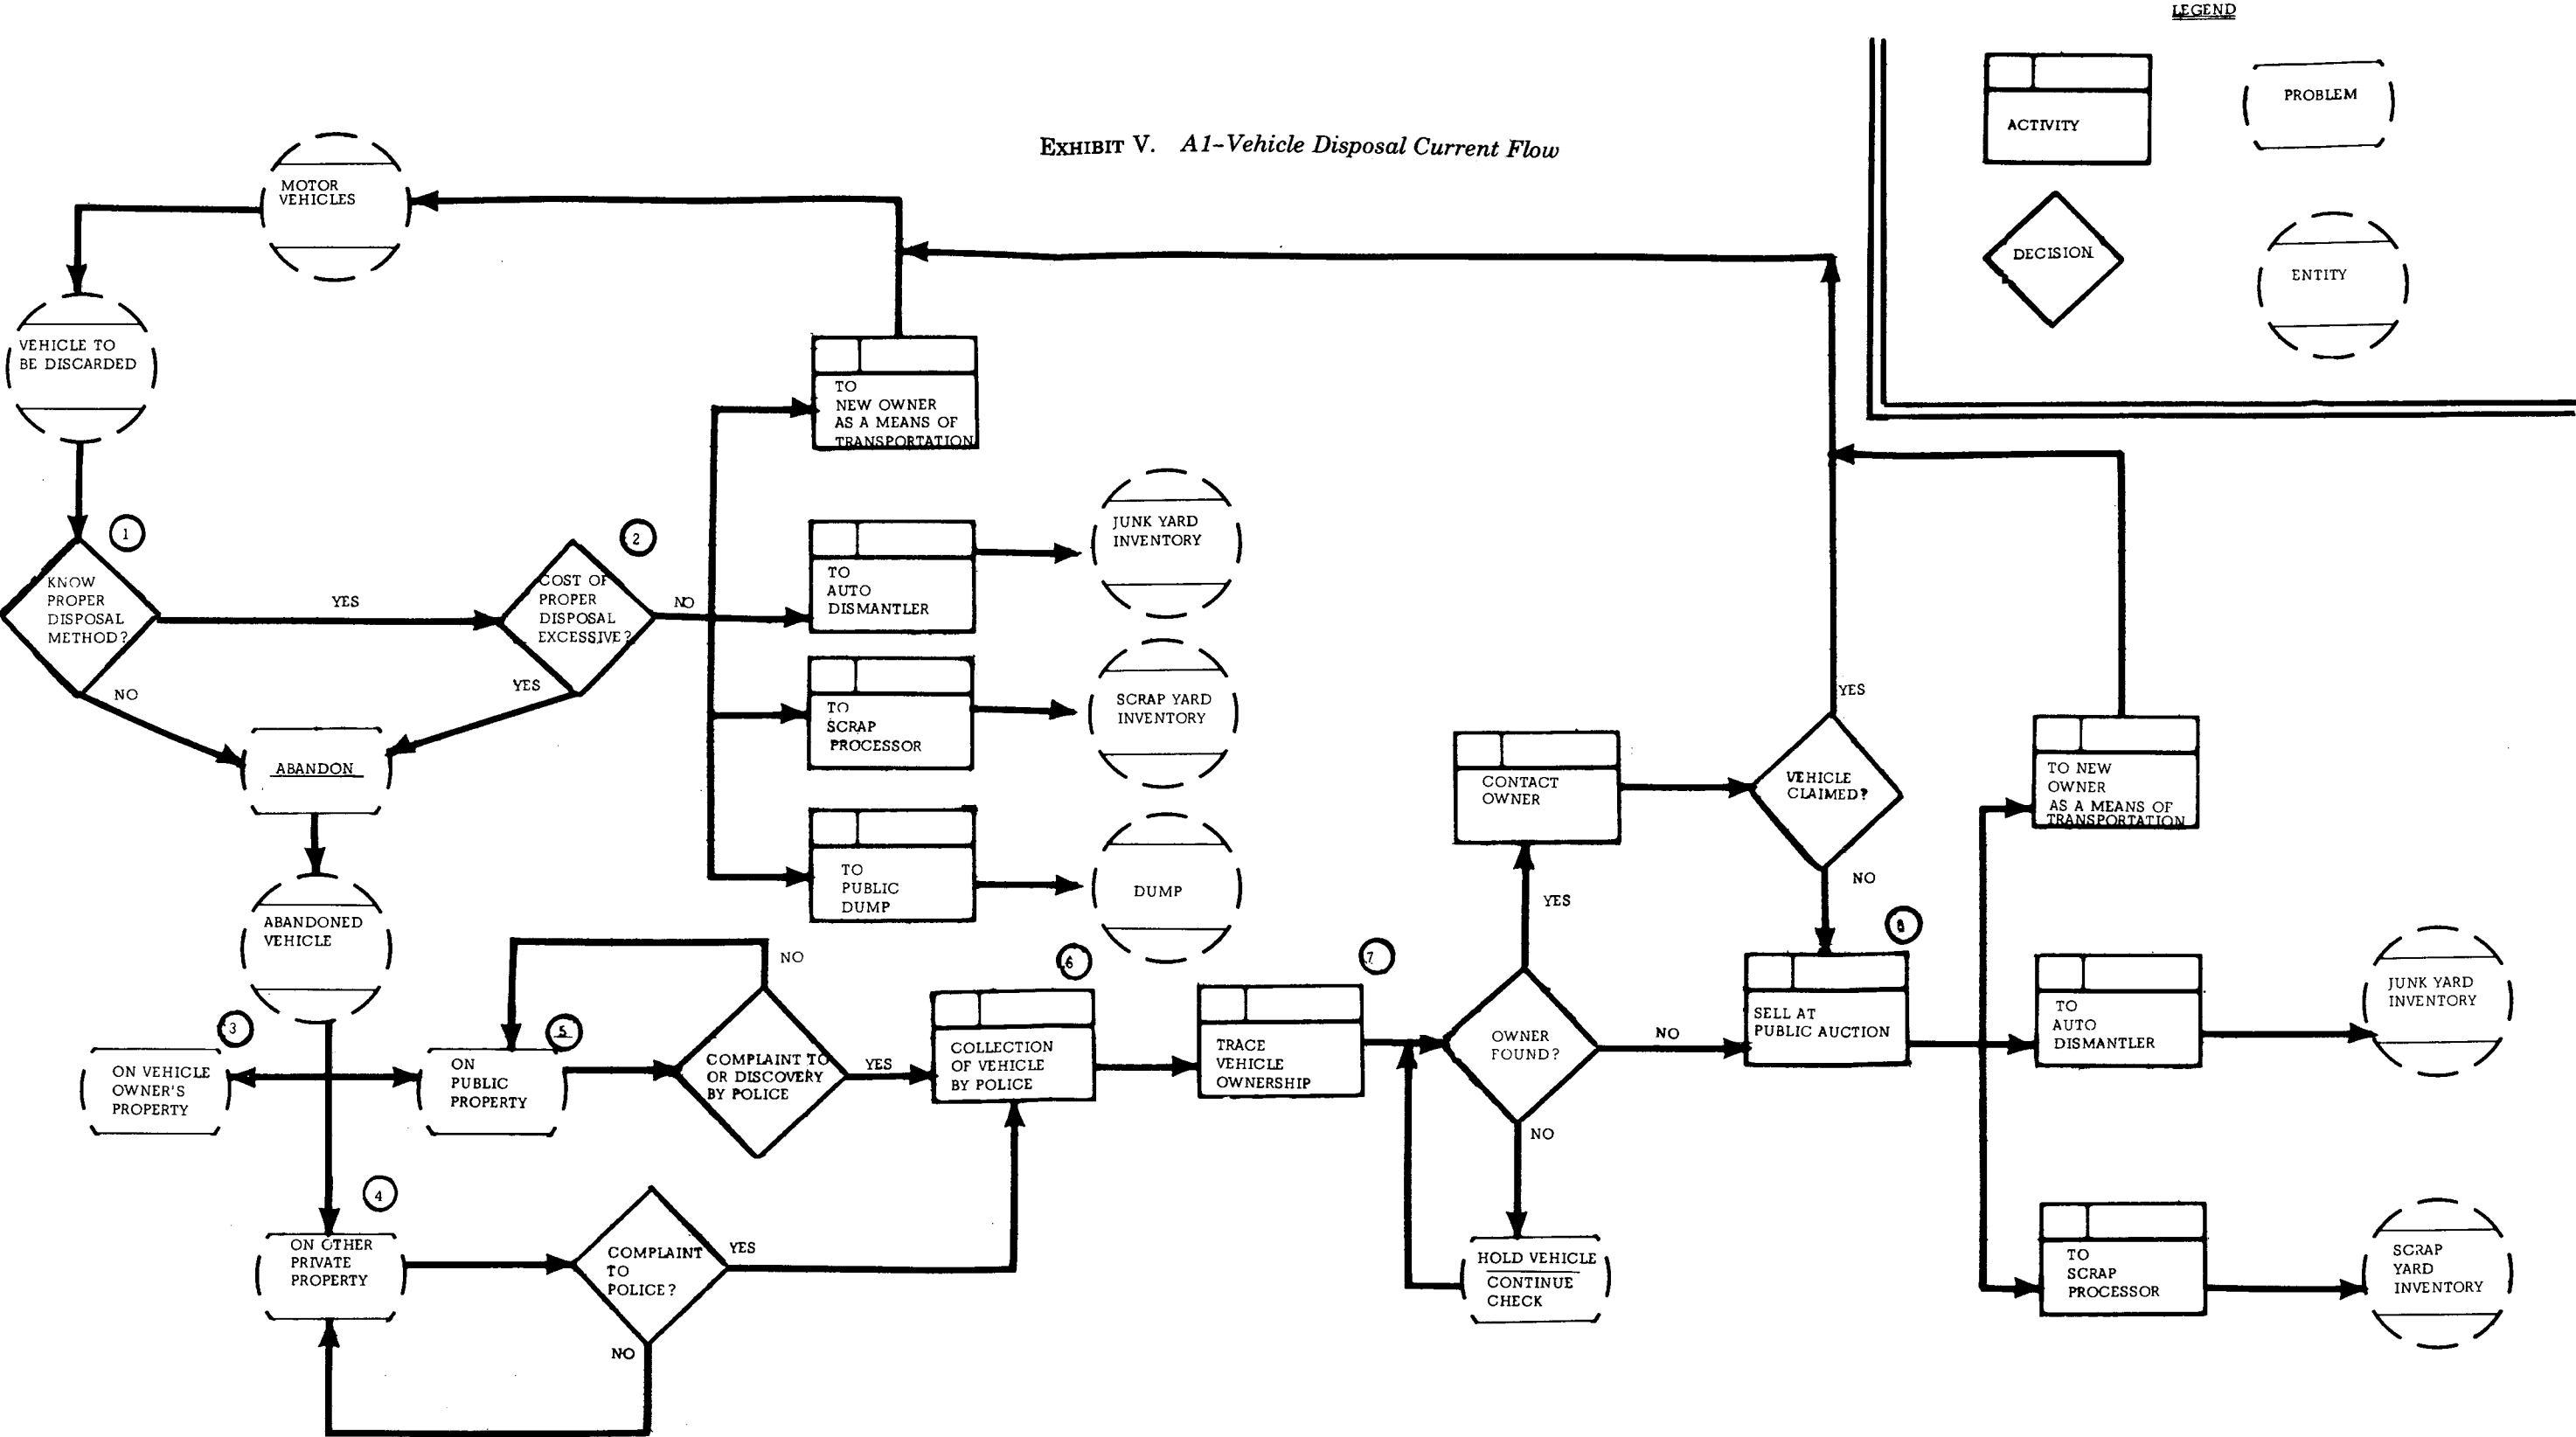 LEGEND
ACTIVITY
PROBLEM
DECISION
ENTITY
EXHIBIT V. A1-Vehicle Disposal Current Flow
MOTOR
VEHICLES
VEHICLE TO
BE DISCARDED
1
KNOW
PROPER
DISPOSAL
METHOD?
YES
NO
2
COST OF
PROPER
DISPOSAL
EXCESSIVE?
NO
YES
TO
NEW OWNER
AS A MEANS OF
TRANSPORTATION
TO
AUTO
DISMANTLER
JUNK YARD
INVENTORY
TO
SCRAP
PROCESSOR
SCRAP YARD
INVENTORY
TO
PUBLIC
DUMP
DUMP
ABANDON
ABANDONED
VEHICLE
3
ON VEHICLE
OWNER'S
PROPERTY
5
ON
PUBLIC
PROPERTY
NO
COMPLAINT TO
OR DISCOVERY
BY POLICE
YES
4
ON OTHER
PRIVATE
PROPERTY
COMPLAINT
TO
POLICE?
YES
NO
6
COLLECTION
OF VEHICLE
BY POLICE
TRACE
VEHICLE
OWNERSHIP
7
OWNER
FOUND?
YES
NO
NO
HOLD VEHICLE
CONTINUE
CHECK
CONTACT
OWNER
VEHICLE
CLAIMED?
YES
NO
8
SELL AT
PUBLIC AUCTION
TO NEW
OWNER
AS A MEANS OF
TRANSPORTATION
TO
AUTO
DISMANTLER
JUNK YARD
INVENTORY
TO
SCRAP
PROCESSOR
SCRAP
YARD
INVENTORY